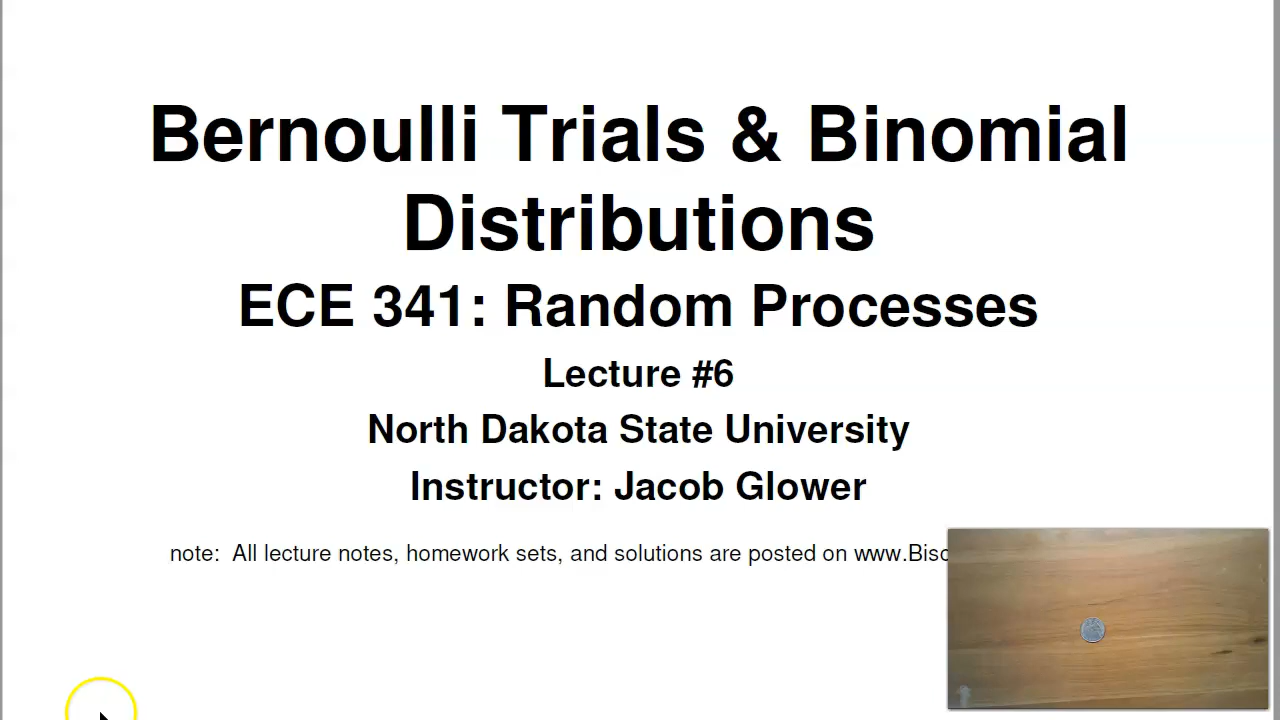 Bernoulli Trials & Binomial
Distributions
ECE 341: Random Processes
Lecture #6
North Dakota State University
Instructor: Jacob Glower
note: All lecture notes, homework sets, and solutions are posted on